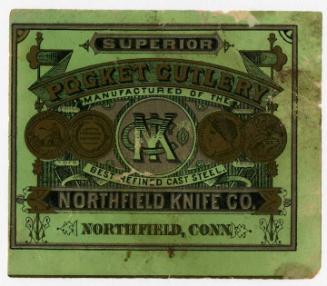 SUPERIOR
POCKET CUTLERY
MANUFACTURED OF THE
BEST REFINED CAST STEEL.
NORTHFIELD KNIFE CO.
NORTHFIELD, CONN.